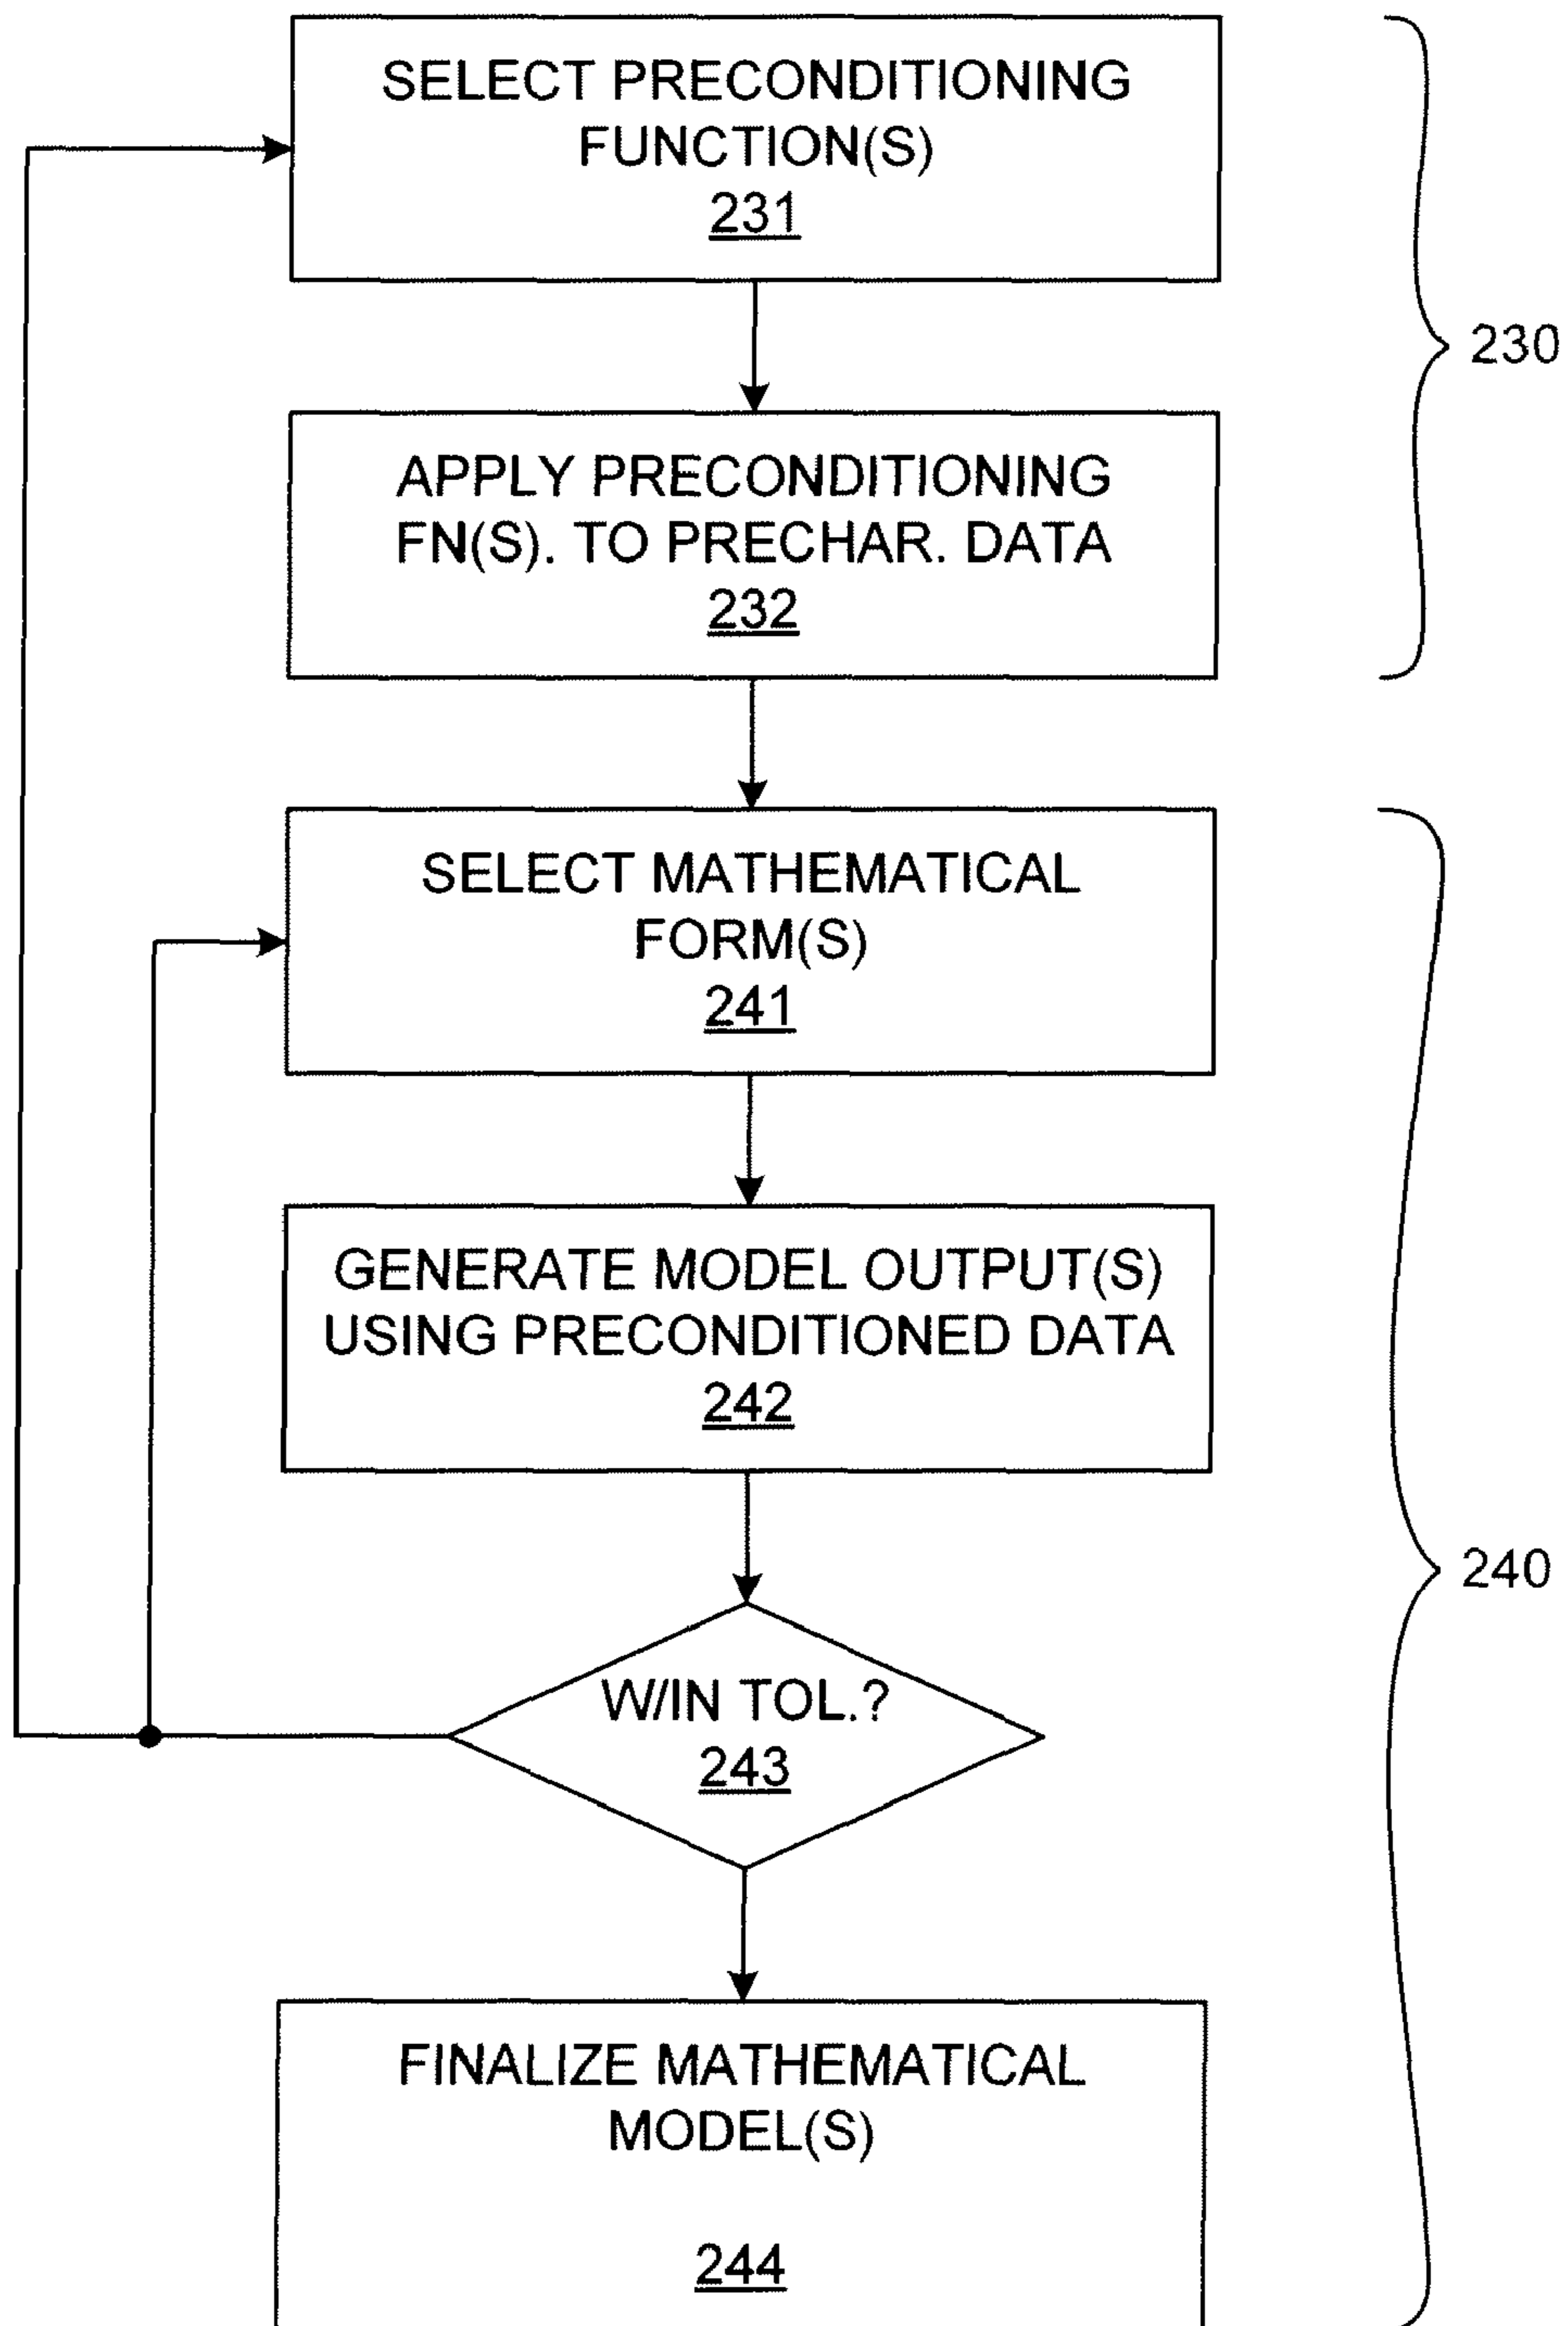 SELECT PRECONDITIONING
FUNCTION(S)
231
230
APPLY PRECONDITIONING
FN(S). TO PRECHAR. DATA
232
SELECT MATHEMATICAL
FORM(S)
241
GENERATE MODEL OUTPUT(S)
USING PRECONDITIONED DATA
242
240
W/IN TOL.?
243
FINALIZE MATHEMATICAL
MODEL(S)
244